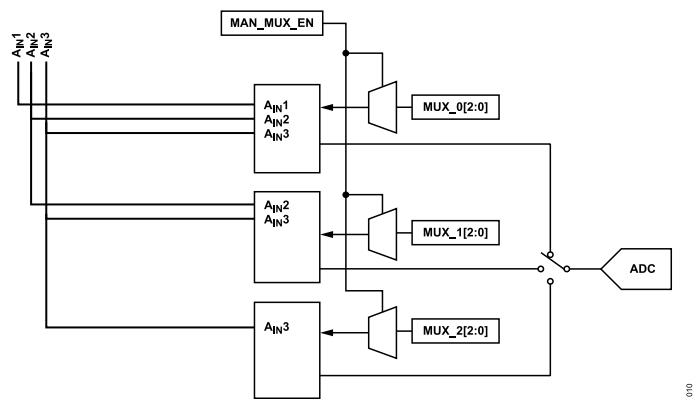 MAN_MUX_EN
AIN1
AIN2
AIN3
AIN1
AIN2
AIN3
MUX_0[2:0]
AIN2
AIN3
MUX_1[2:0]
ADC
AIN3
MUX_2[2:0]
010